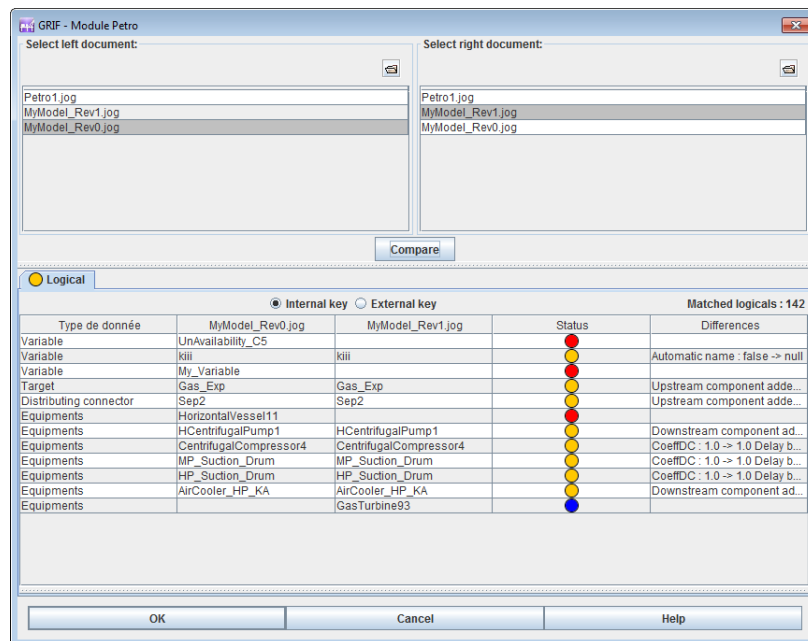 GRIF - Module Petro
Select left document:
Select right document:
Petro1.jog
MyModel_Rev1.jog
MyModel_Rev0.jog
Petro1.jog
MyModel_Rev1.jog
MyModel_Rev0.jog
Compare
Logical
Internal key External key Matched logicals : 142
Type de donnée MyModel_Rev0.jog MyModel_Rev1.jog Status Differences
Variable UnAvailability_C5
Variable kiii kiii Automatic name : false -> null
Variable My_Variable
Target Gas_Exp Gas_Exp Upstream component adde...
Distributing connector Sep2 Sep2 Upstream component adde...
Equipments HorizontalVessel11
Equipments HCentrifugalPump1 HCentrifugalPump1 Downstream component ad...
Equipments CentrifugalCompressor4 CentrifugalCompressor4 CoeffDC : 1.0 -> 1.0 Delay b...
Equipments MP_Suction_Drum MP_Suction_Drum CoeffDC : 1.0 -> 1.0 Delay b...
Equipments HP_Suction_Drum HP_Suction_Drum CoeffDC : 1.0 -> 1.0 Delay b...
Equipments AirCooler_HP_KA AirCooler_HP_KA Downstream component ad...
Equipments GasTurbine93
OK Cancel Help